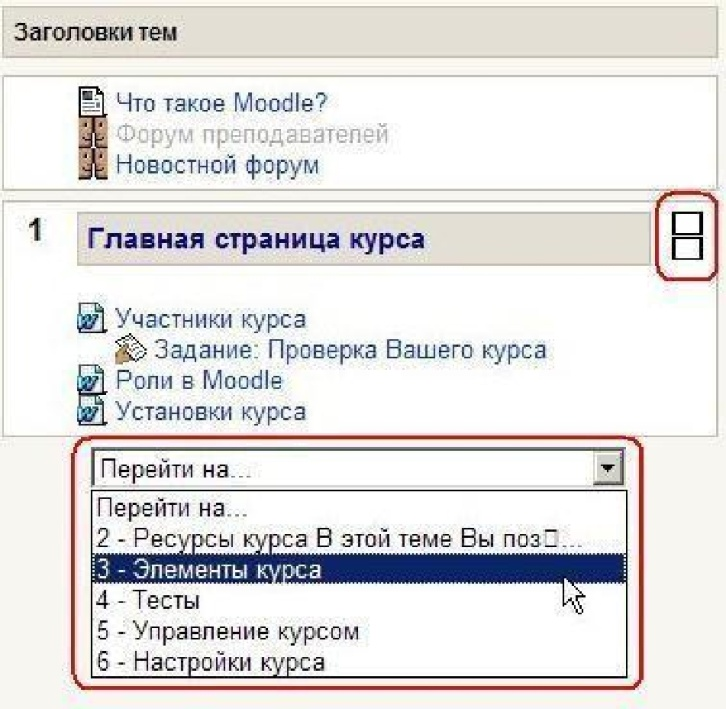 Заголовки тем
Что такое Moodle?
Форум преподавателей
Новостной форум
1 Главная страница курса
Участники курса
Задание: Проверка Вашего курса
Роли в Moodle
Установки курса
Перейти на...
Перейти на...
2 - Ресурсы курса В этой теме Вы поз□...
3 - Элементы курса
4 - Тесты
5 - Управление курсом
6 - Настройки курса